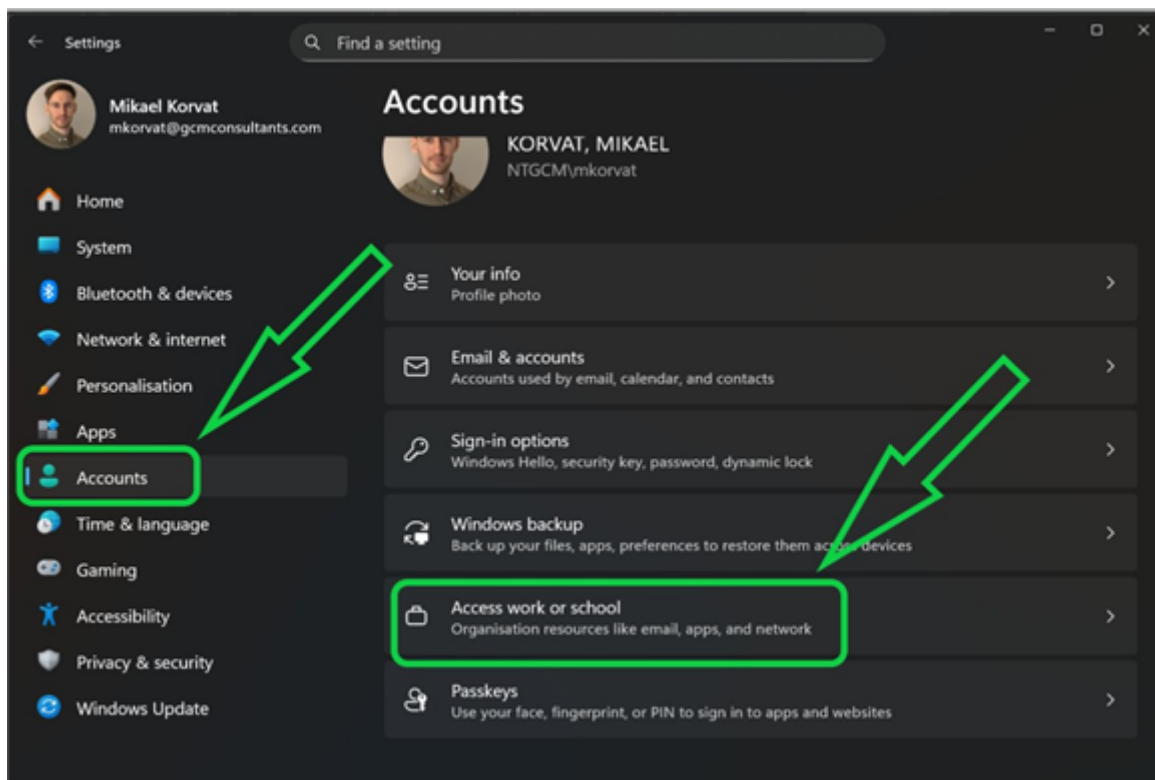 Settings
Find a setting
Mikael Korvat
mkorvat@gcmconsultants.com
Home
System
Bluetooth & devices
Network & internet
Personalisation
Apps
Accounts
Time & language
Gaming
Accessibility
Privacy & security
Windows Update
Accounts
KORVAT, MIKAEL
NTGCM\mkorvat
Your info
Profile photo
Email & accounts
Accounts used by email, calendar, and contacts
Sign-in options
Windows Hello, security key, password, dynamic lock
Windows backup
Back up your files, apps, preferences to restore them across devices
Access work or school
Organisation resources like email, apps, and network
Passkeys
Use your face, fingerprint, or PIN to sign in to apps and websites